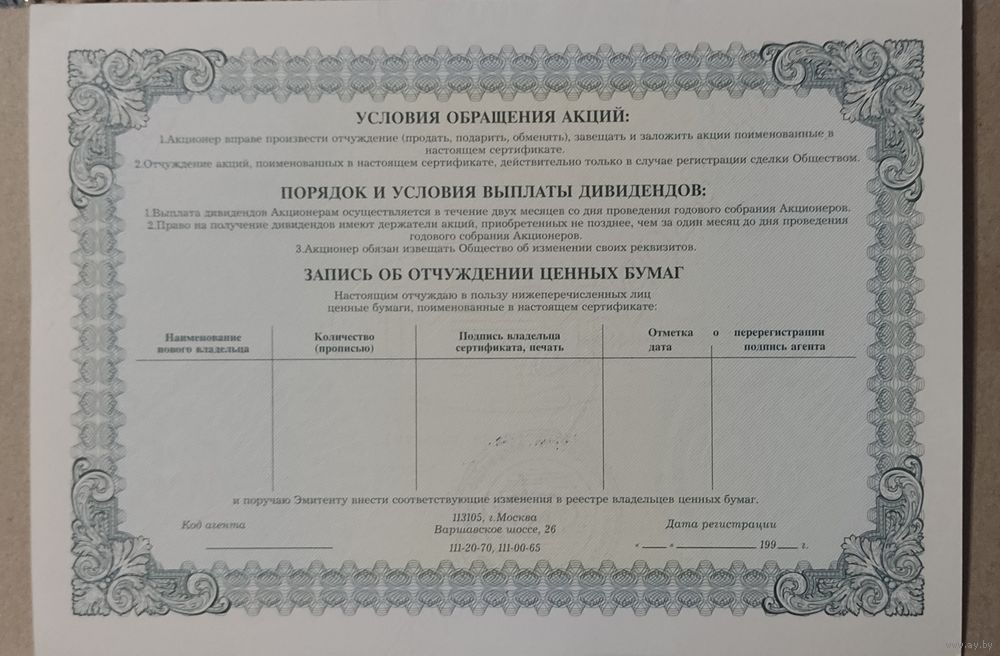 УСЛОВИЯ ОБРАЩЕНИЯ АКЦИЙ:
1.Акционер вправе произвести отчуждение (продать, подарить, обменять), завещать и заложить акции поименованные в
настоящем сертификате.
2.Отчуждение акций, поименованных в настоящем сертификате, действительно только в случае регистрации сделки Обществом.
ПОРЯДОК И УСЛОВИЯ ВЫПЛАТЫ ДИВИДЕНДОВ:
1.Выплата дивидендов Акционерам осуществляется в течение двух месяцев со дня проведения годового собрания Акционеров.
2.Право на получение дивидендов имеют держатели акций, приобретенных не позднее, чем за один месяц до дня проведения
годового собрания Акционеров.
3.Акционер обязан извещать Общество об изменении своих реквизитов.
ЗАПИСЬ ОБ ОТЧУЖДЕНИИ ЦЕННЫХ БУМАГ
Настоящим отчуждаю в пользу нижеперечисленных лиц
ценные бумаги, поименованные в настоящем сертификате:
Наименование нового владельца
Количество (прописью)
Подпись владельца сертификата, печать
Отметка о перерегистрации
дата подпись агента
и поручаю Эмитенту внести соответствующие изменения в реестре владельцев ценных бумаг.
Код агента
113105, г.Москва
Варшавское шоссе, 26
111-20-70, 111-00-65
Дата регистрации
"___" __________ 199__ г.
www.ay.by